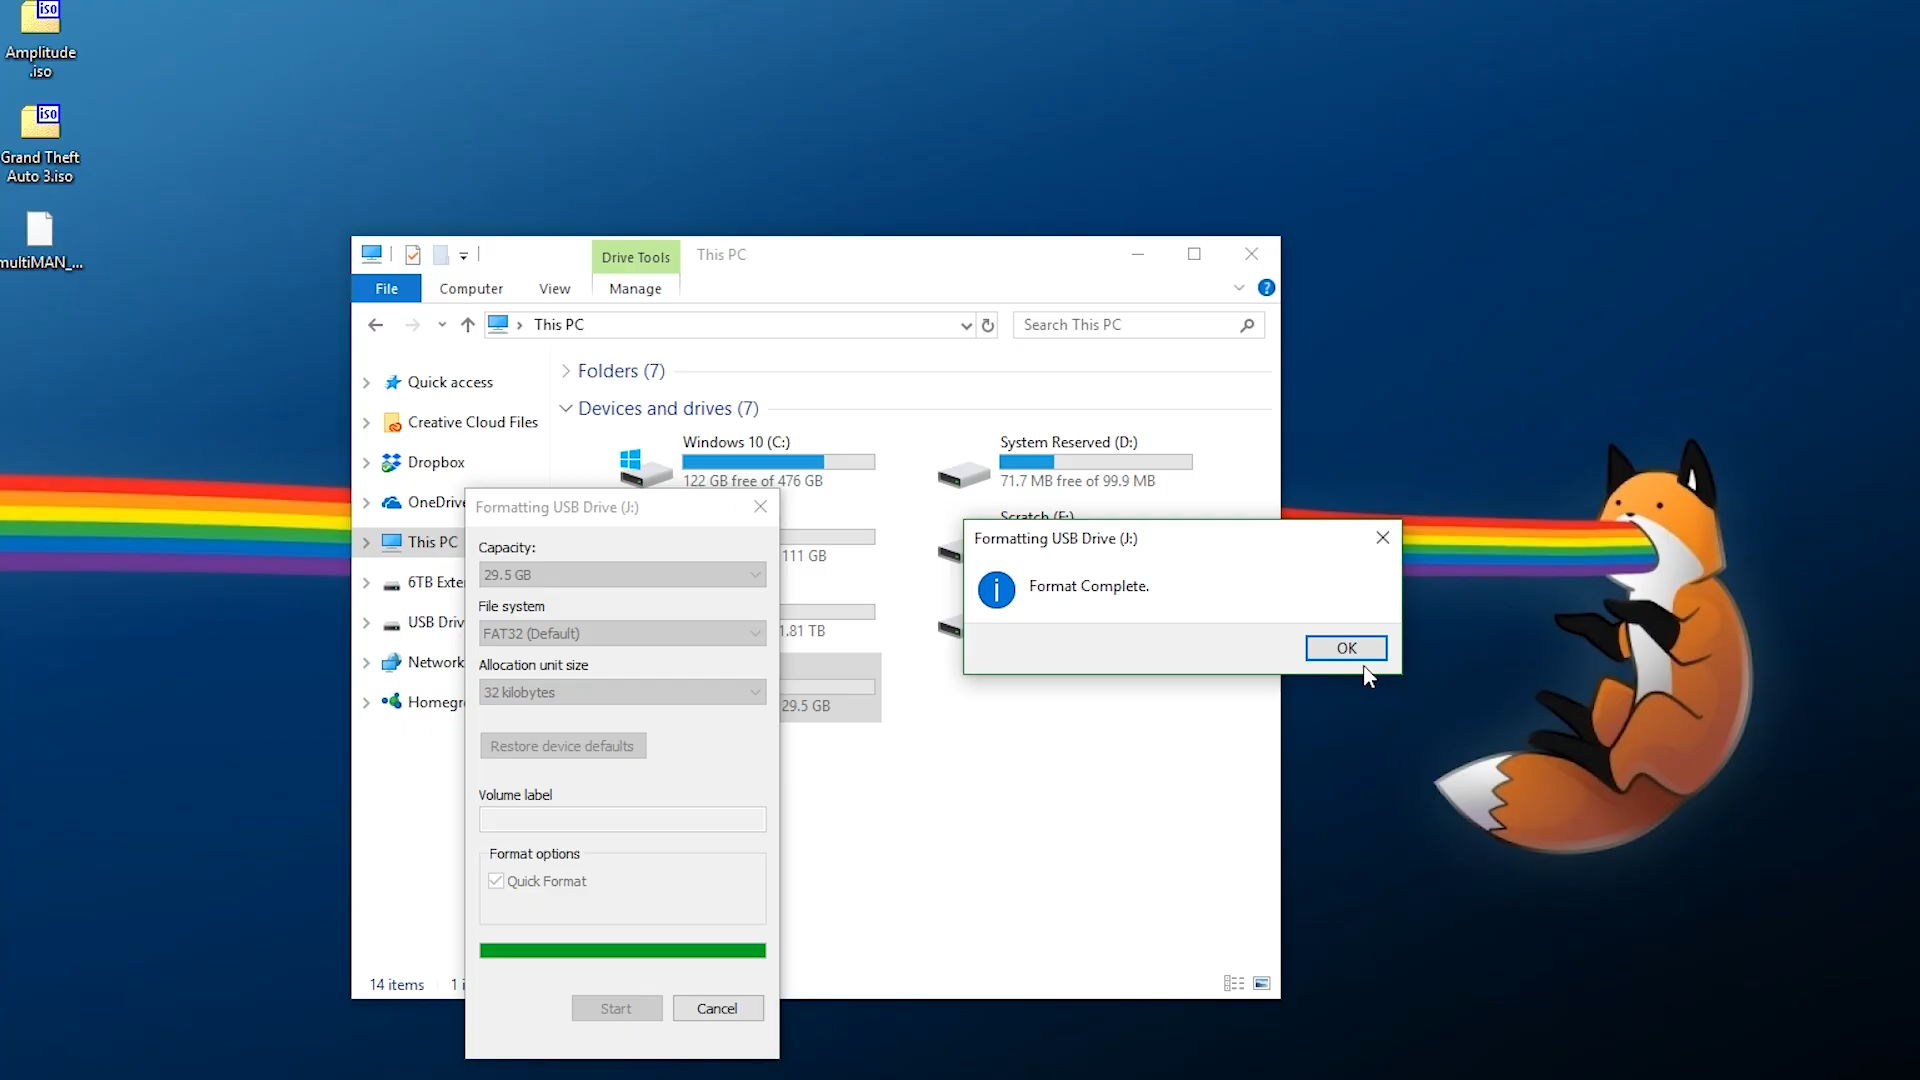 iso
Amplitude
.iso
iso
Grand Theft
Auto 3.iso
multiMAN_...
Drive Tools
This PC
File
Computer
View
Manage
This PC
Search This PC
Quick access
Creative Cloud Files
Dropbox
OneDrive
This PC
6TB Exte
USB Driv
Network
Homegr
Folders (7)
Devices and drives (7)
Windows 10 (C:)
122 GB free of 476 GB
System Reserved (D:)
71.7 MB free of 99.9 MB
111 GB
1.81 TB
29.5 GB
14 items
Formatting USB Drive (J:)
Capacity:
29.5 GB
File system
FAT32 (Default)
Allocation unit size
32 kilobytes
Restore device defaults
Volume label
Format options
Quick Format
Start
Cancel
Formatting USB Drive (J:)
Format Complete.
OK